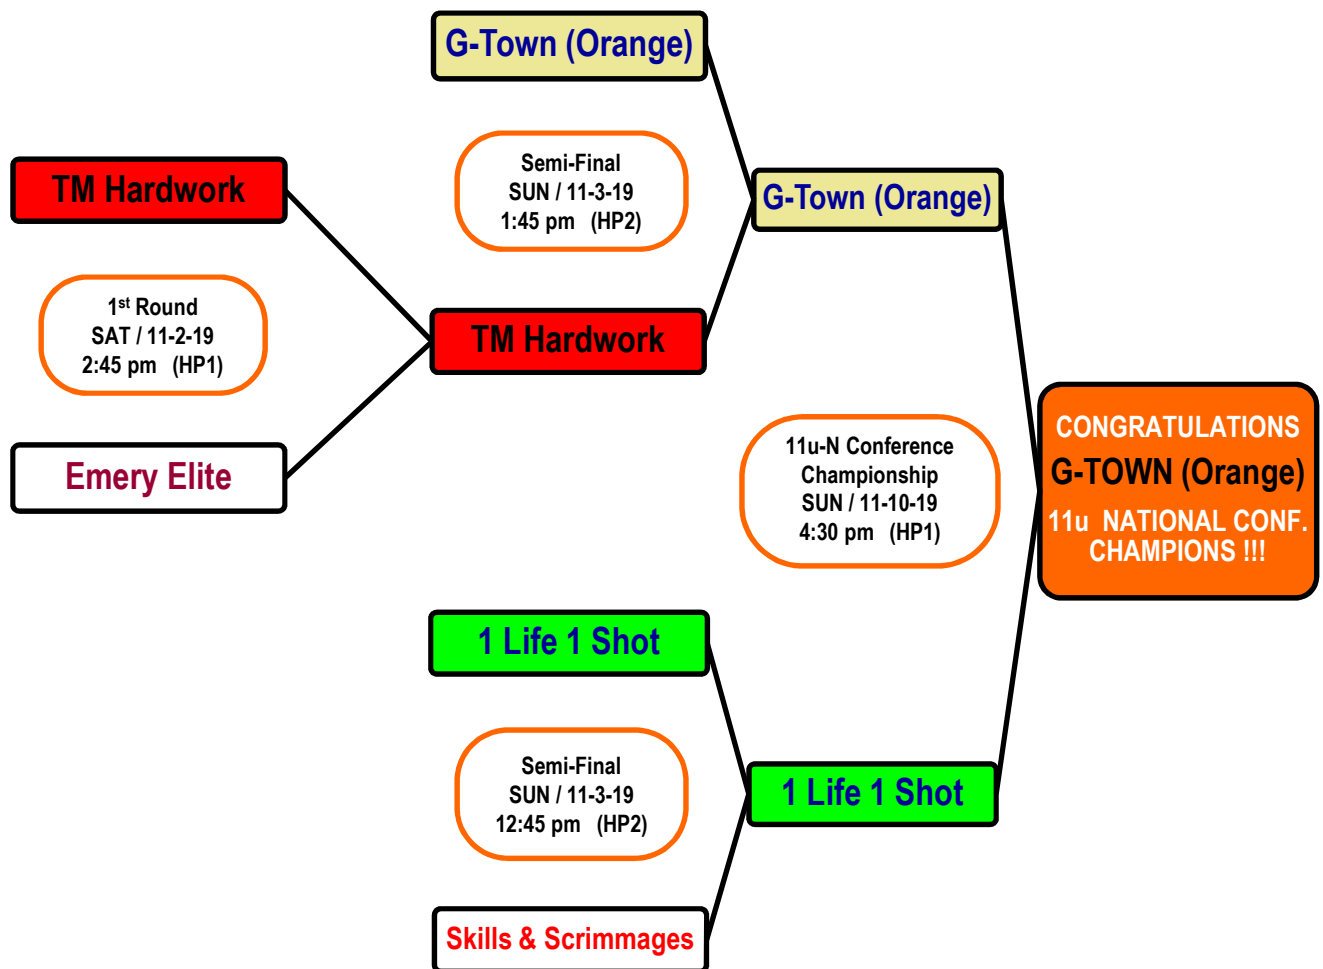 G-Town (Orange)
TM Hardwork
Semi-Final
SUN / 11-3-19
1:45 pm (HP2)
G-Town (Orange)
1st Round
SAT / 11-2-19
2:45 pm (HP1)
TM Hardwork
Emery Elite
11u-N Conference
Championship
SUN / 11-10-19
4:30 pm (HP1)
CONGRATULATIONS
G-TOWN (Orange)
11u NATIONAL CONF.
CHAMPIONS !!!
1 Life 1 Shot
Semi-Final
SUN / 11-3-19
12:45 pm (HP2)
1 Life 1 Shot
Skills & Scrimmages